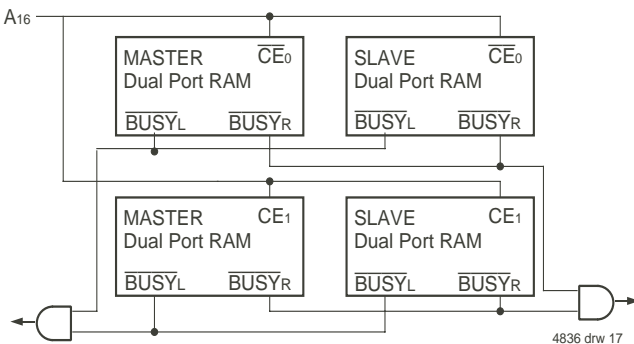 A16
MASTER CE0 SLAVE CE0
Dual Port RAM Dual Port RAM
BUSYL BUSYR BUSYL BUSYR
MASTER CE1 SLAVE CE1
Dual Port RAM Dual Port RAM
BUSYL BUSYR BUSYL BUSYR
4836 drw 17